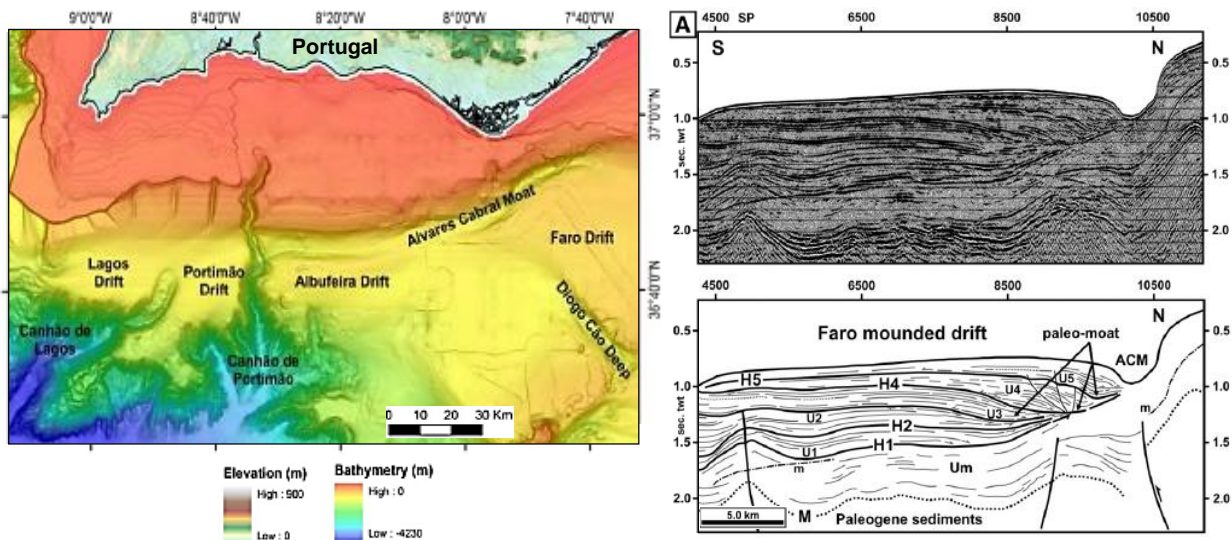 9°0'0"W 8°40'0"W 8°20'0"W 8°0'0"W 7°40'0"W
Portugal
37°0'0"N
Alvares Cabral Moat
Faro Drift
Lagos
Drift
Portimão
Drift
Albufeira Drift
36°40'0"N
Diogo Cão Deep
Canhão de
Lagos
Canhão de
Portimão
0 10 20 30 Km
Elevation (m)
High : 900
Low : 0
Bathymetry (m)
High : 0
Low : -4230
A
4500 SP 6500 8500 10500
S N
0.5 0.5
1.0 1.0
sec. twt
1.5 1.5
2.0 2.0
4500 6500 8500 10500
N
0.5 0.5
Faro mounded drift
paleo-moat
ACM
H5 H4 U4 U5
1.0 1.0
sec. twt
U2 U3
H2
m
H1
1.5 1.5
U1
m
Um
2.0 2.0
M
5.0 km
Paleogene sediments